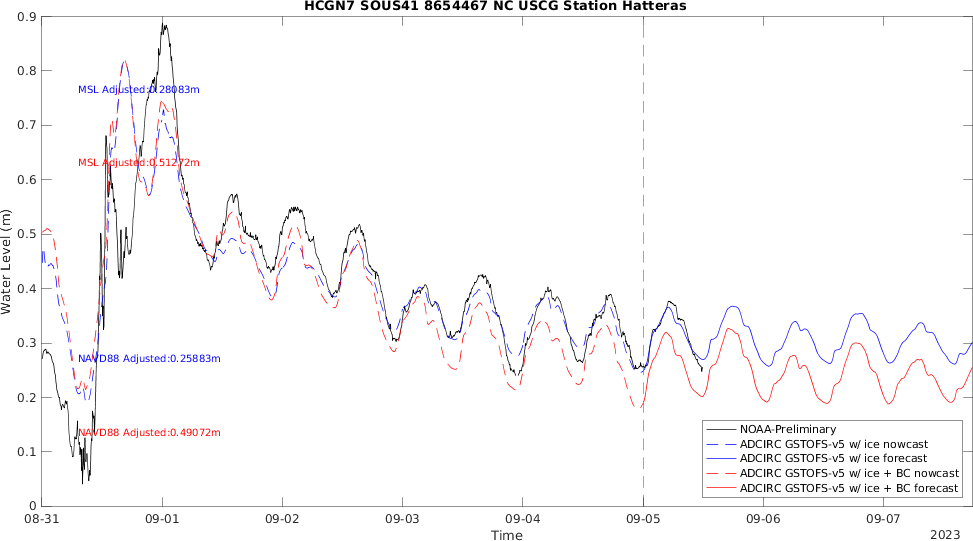 HCGN7 SOUS41 8654467 NC USCG Station Hatteras
0.9
0.8
0.7
0.6
0.5
0.4
0.3
0.2
0.1
0
Water Level (m)
MSL Adjusted:0.28083m
MSL Adjusted:0.51272m
NAVD88 Adjusted:0.25883m
NAVD88 Adjusted:0.49072m
NOAA-Preliminary
ADCIRC GSTOFS-v5 w/ ice nowcast
ADCIRC GSTOFS-v5 w/ ice forecast
ADCIRC GSTOFS-v5 w/ ice + BC nowcast
ADCIRC GSTOFS-v5 w/ ice + BC forecast
08-31 09-01 09-02 09-03 09-04 09-05 09-06 09-07
Time
2023